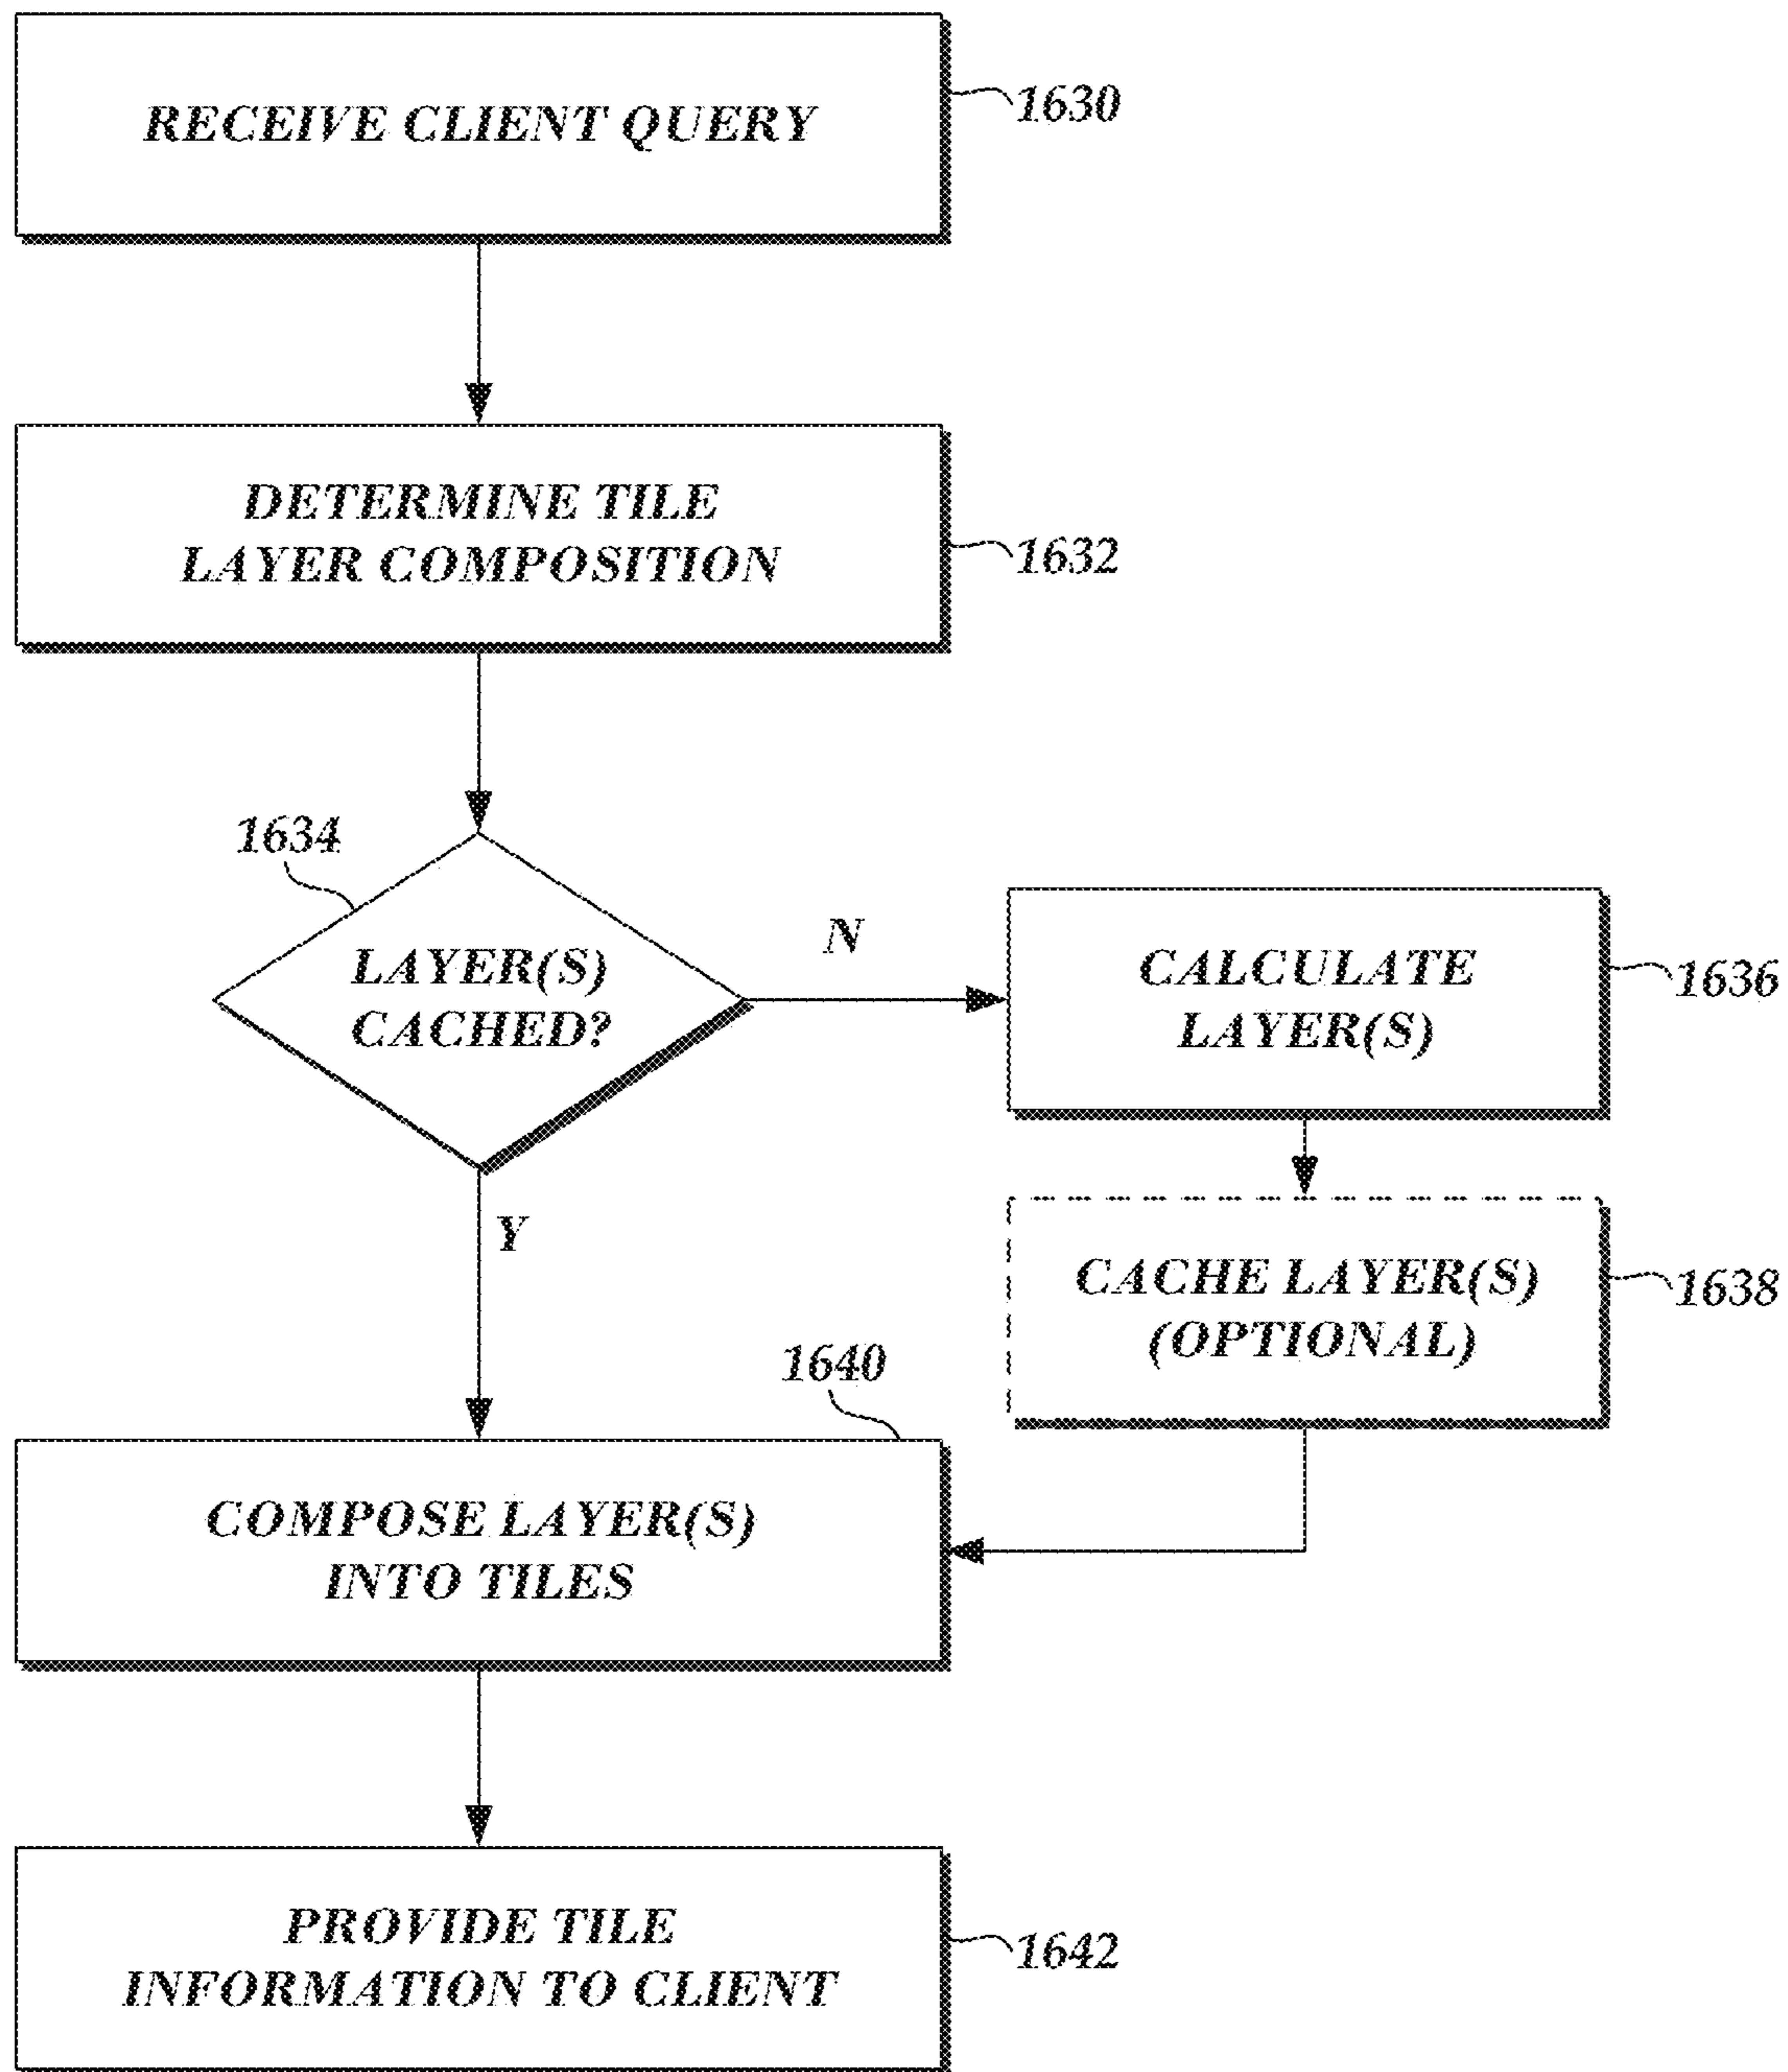 RECEIVE CLIENT QUERY
1630
DETERMINE TILE
LAYER COMPOSITION
1632
1634
LAYER(S)
CACHED?
N
CALCULATE
LAYER(S)
1636
Y
CACHE LAYER(S)
(OPTIONAL)
1638
1640
COMPOSE LAYER(S)
INTO TILES
PROVIDE TILE
INFORMATION TO CLIENT
1642